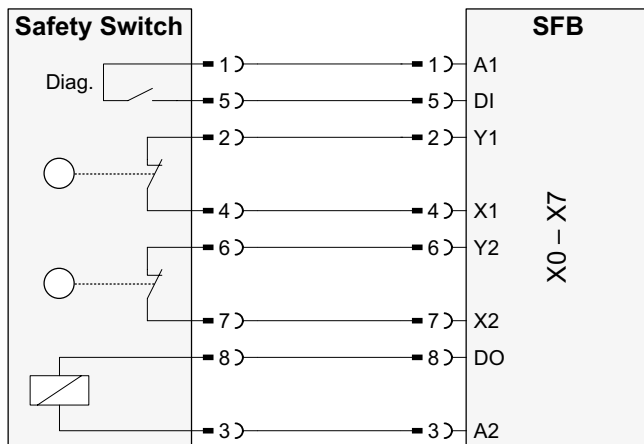 Safety Switch SFB
1 1 A1
Diag.
5 5 DI
2 2 Y1
4 4 X1
6 6 Y2
7 7 X2
8 8 DO
3 3 A2
X0 – X7